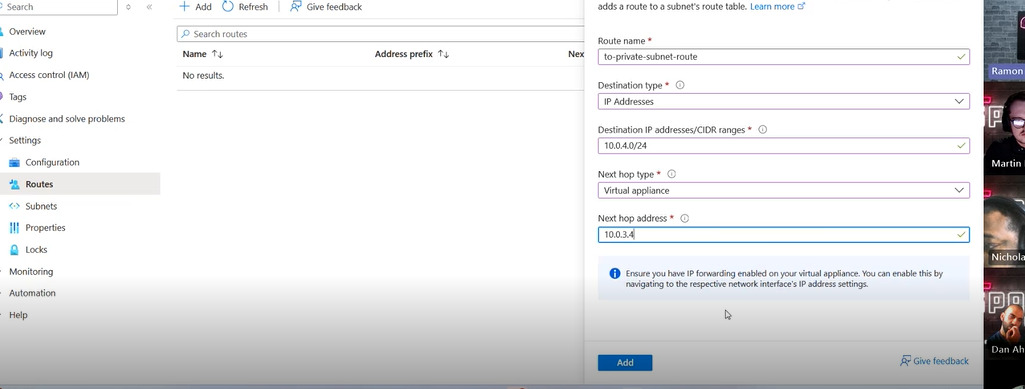 Search
Overview
Activity log
Access control (IAM)
Tags
Diagnose and solve problems
Settings
Configuration
Routes
Subnets
Properties
Locks
Monitoring
Automation
Help
Add
Refresh
Give feedback
Search routes
Name
Address prefix
Nex
No results.
adds a route to a subnet's route table. Learn more
Route name *
to-private-subnet-route
Destination type *
IP Addresses
Destination IP addresses/CIDR ranges *
10.0.4.0/24
Next hop type *
Virtual appliance
Next hop address *
10.0.3.4
Ensure you have IP forwarding enabled on your virtual appliance. You can enable this by
navigating to the respective network interface's IP address settings.
Add
Give feedback
Ramon
Martin
Nichola
Dan Ah